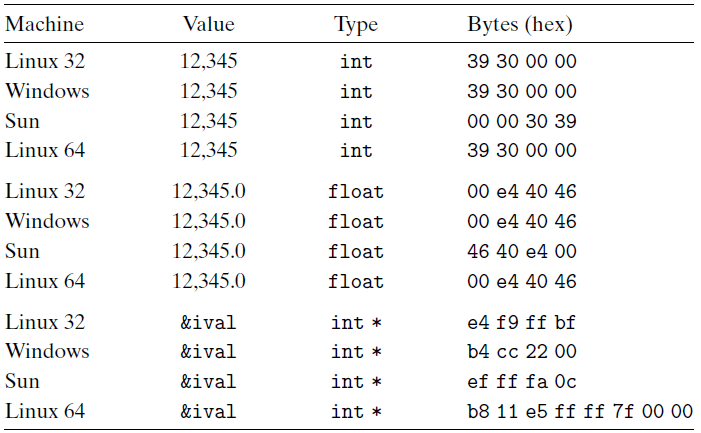 Machine Value Type Bytes (hex)
Linux 32 12,345 int 39 30 00 00
Windows 12,345 int 39 30 00 00
Sun 12,345 int 00 00 30 39
Linux 64 12,345 int 39 30 00 00
Linux 32 12,345.0 float 00 e4 40 46
Windows 12,345.0 float 00 e4 40 46
Sun 12,345.0 float 46 40 e4 00
Linux 64 12,345.0 float 00 e4 40 46
Linux 32 &ival int * e4 f9 ff bf
Windows &ival int * b4 cc 22 00
Sun &ival int * ef ff fa 0c
Linux 64 &ival int * b8 11 e5 ff ff 7f 00 00